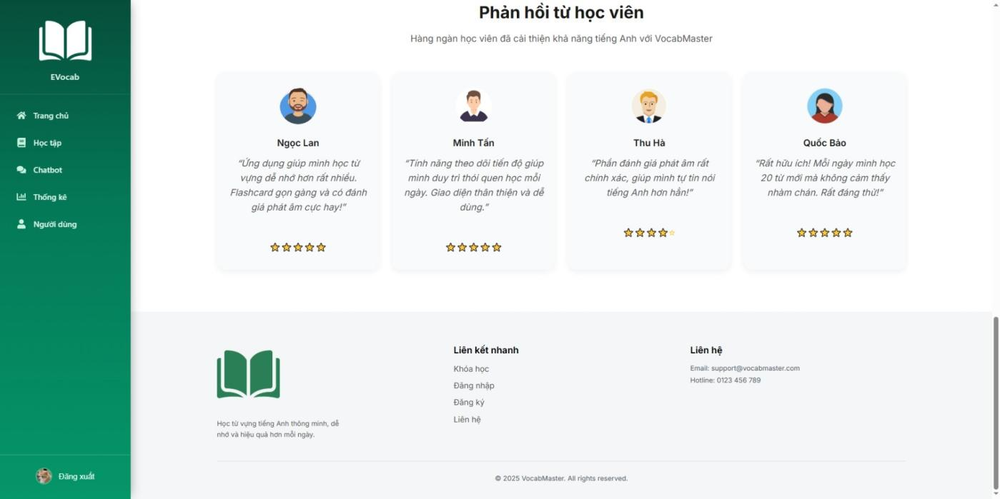 EVocab
Trang chủ
Học tập
Chatbot
Thống kê
Người dùng
Đăng xuất
Phản hồi từ học viên
Hàng ngàn học viên đã cải thiện khả năng tiếng Anh với VocabMaster
Ngọc Lan
“Ứng dụng giúp mình học từ
vựng dễ nhớ hơn rất nhiều.
Flashcard gọn gàng và có đánh
giá phát âm cực hay!”
Minh Tấn
“Tính năng theo dõi tiến độ giúp
mình duy trì thói quen học mỗi
ngày. Giao diện thân thiện và dễ
dùng.”
Thu Hà
“Phần đánh giá phát âm rất
chính xác, giúp mình tự tin nói
tiếng Anh hơn hẳn!”
Quốc Bảo
“Rất hữu ích! Mỗi ngày mình học
20 từ mới mà không cảm thấy
nhàm chán. Rất đáng thử!”
Học từ vựng tiếng Anh thông minh, dễ
nhớ và hiệu quả hơn mỗi ngày.
Liên kết nhanh
Khóa học
Đăng nhập
Đăng ký
Liên hệ
Liên hệ
Email: support@vocabmaster.com
Hotline: 0123 456 789
© 2025 VocabMaster. All rights reserved.